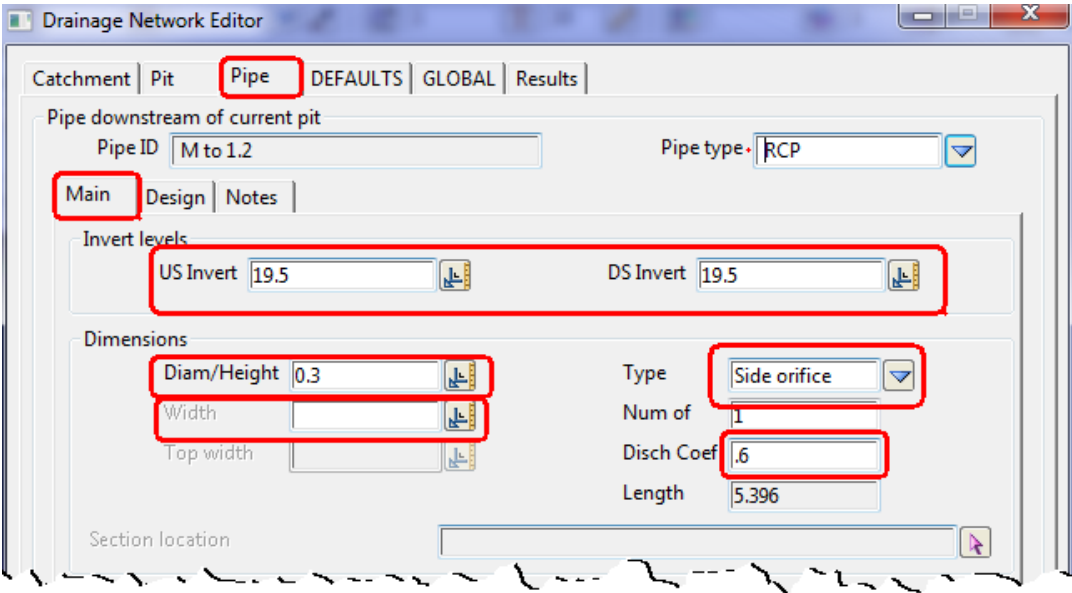 Drainage Network Editor
Catchment Pit Pipe DEFAULTS GLOBAL Results
Pipe downstream of current pit
Pipe ID M to 1.2 Pipe type RCP
Main Design Notes
Invert levels
US Invert 19.5 DS Invert 19.5
Dimensions
Diam/Height 0.3 Type Side orifice
Width Num of 1
Top width Disch Coef .6
Length 5.396
Section location